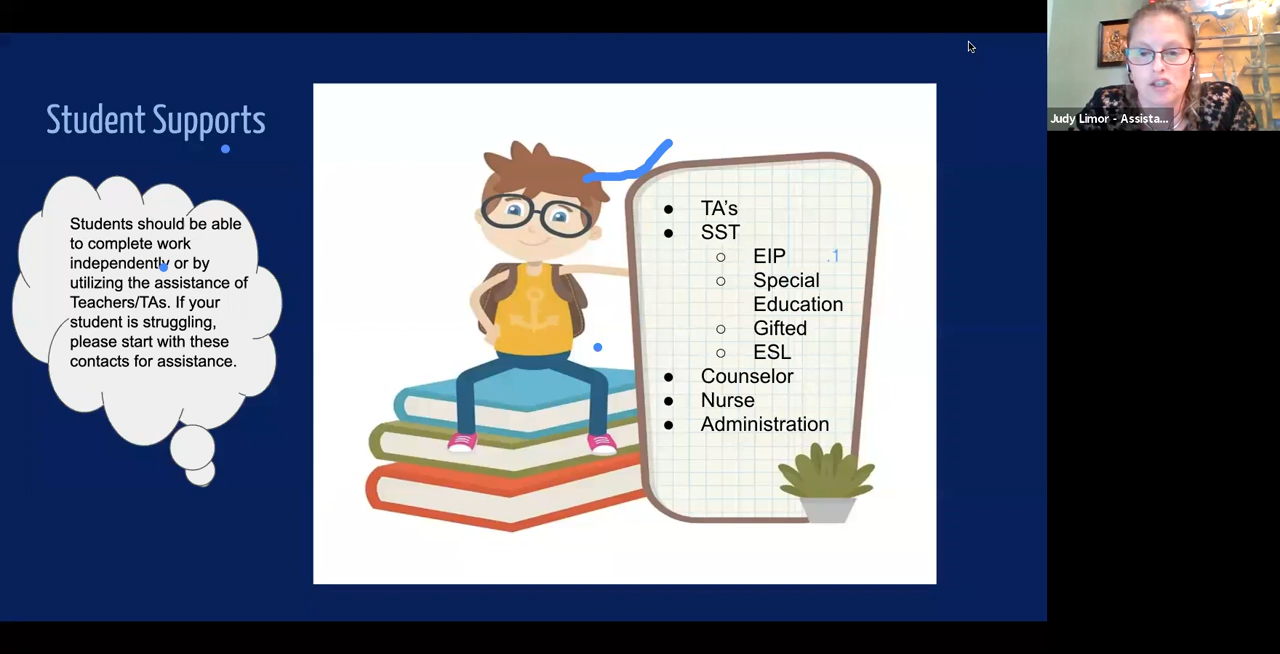 Student Supports
Students should be able
to complete work
independently or by
utilizing the assistance of
Teachers/TAs. If your
student is struggling,
please start with these
contacts for assistance.
● TA’s
● SST
○ EIP .1
○ Special
Education
○ Gifted
○ ESL
● Counselor
● Nurse
● Administration
Judy Limor - Assista...